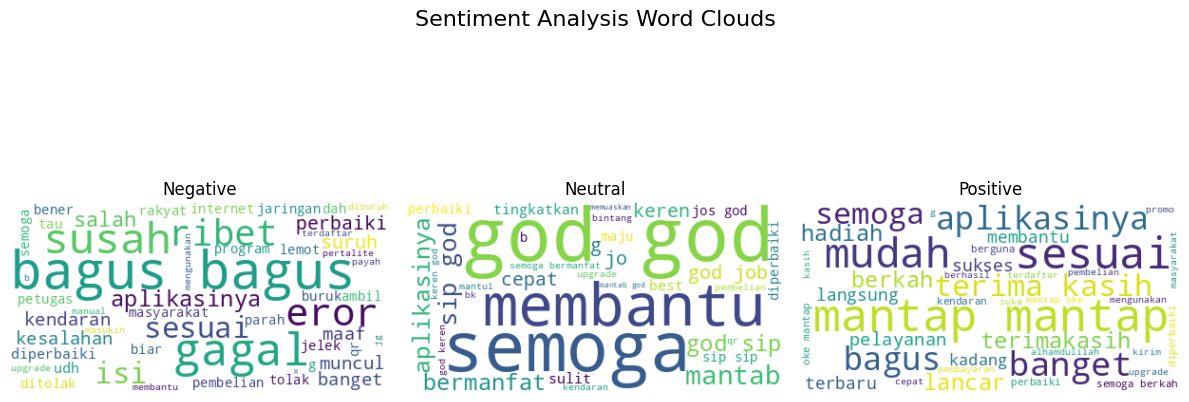 Sentiment Analysis Word Clouds
Negative
bener
tau
semoga
salah
rakyat
internet
terdaftar
jaringan
dah
disuruh
perbaiki
susah
ribet
mengunakan
program
lemot
suruh
pertalite
payah
bagus bagus
b
petugas
manual
aplikasinya
masyarakat
buruk
ambil
eror
kendaran
masukin
sesuai
parah
maaf
kesalahan
jelek
qr
jg
diperbaiki
biar
gagal
g
muncul
upgrade
udh
isi
x
banget
ditolak
membantu
pembelian
tolak
Neutral
perbaiki
tingkatkan
memuaskan
bintang
keren
jos god
aplikasinya
sip god
keren god
god god
b
g
maju
jo
diperbaiki
semoga bermanfat
upgrade
god job
cepat
mantul
bk
mantab god
best
pembelian
membantu
god keren
semoga
god
qr
sip
sip sip
bermanfat
sulit
kendaran
mantab
Positive
semoga
g
aplikasinya
promo
hadiah
membantu
kasih
mudah
berguna
sesuai
sukses
masyarakat
berkah
berhasil
terdaftar
pembelian
langsung
terima kasih
kendaran
suka
mantap oke
mengunakan
oke mantap
mantap mantap
diperbaiki
pelayanan
terimakasih
bagus
kadang
alhamdulillah
kirim
banget
terbaru
cepat
pembayaran
lancar
perbaiki
upgrade
semoga berkah